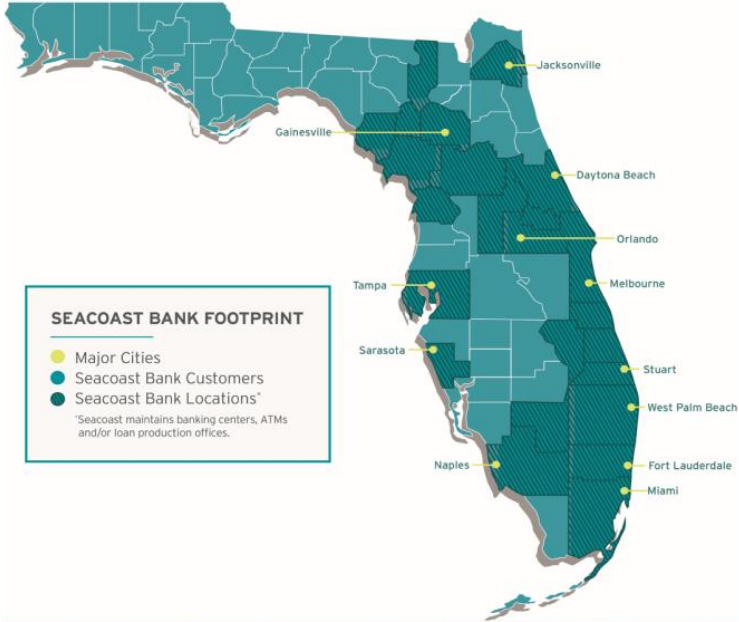 Jacksonville
Gainesville
Daytona Beach
Orlando
Tampa
Melbourne
SEACOAST BANK FOOTPRINT
Major Cities
Seacoast Bank Customers
Seacoast Bank Locations*
*Seacoast maintains banking centers, ATMs
and/or loan production offices.
Sarasota
Stuart
West Palm Beach
Naples
Fort Lauderdale
Miami